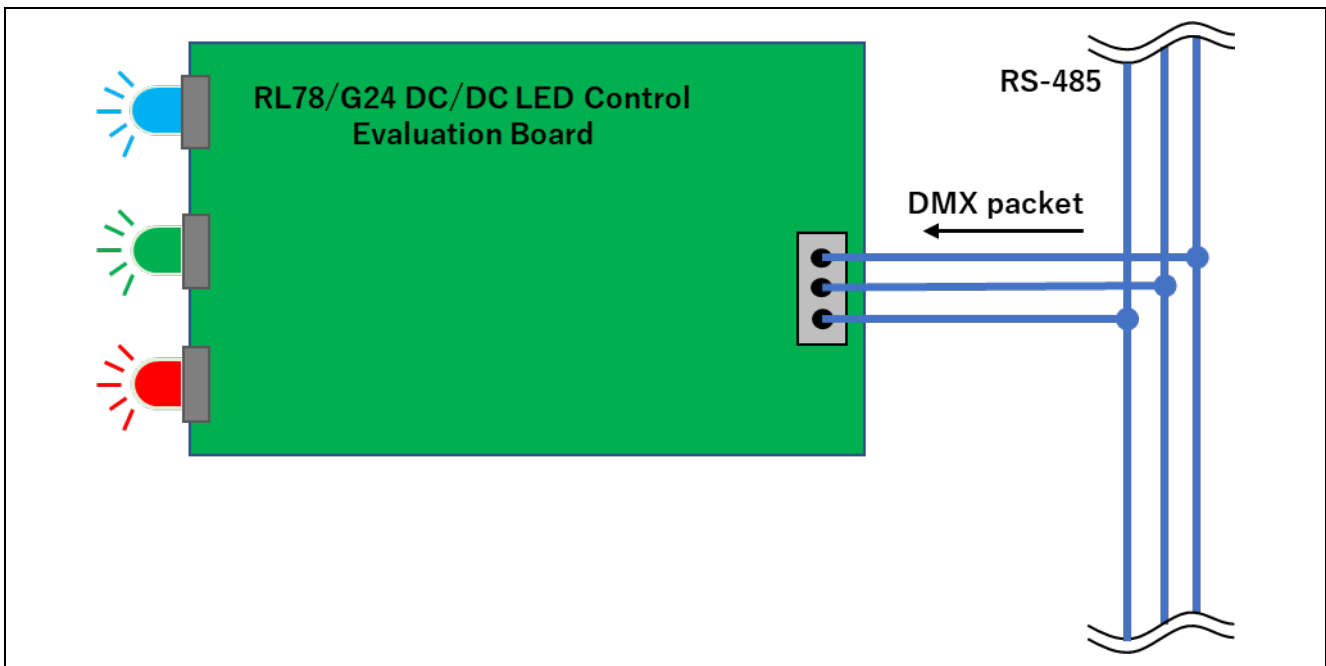 RL78/G24 DC/DC LED Control
Evaluation Board
RS-485
DMX packet